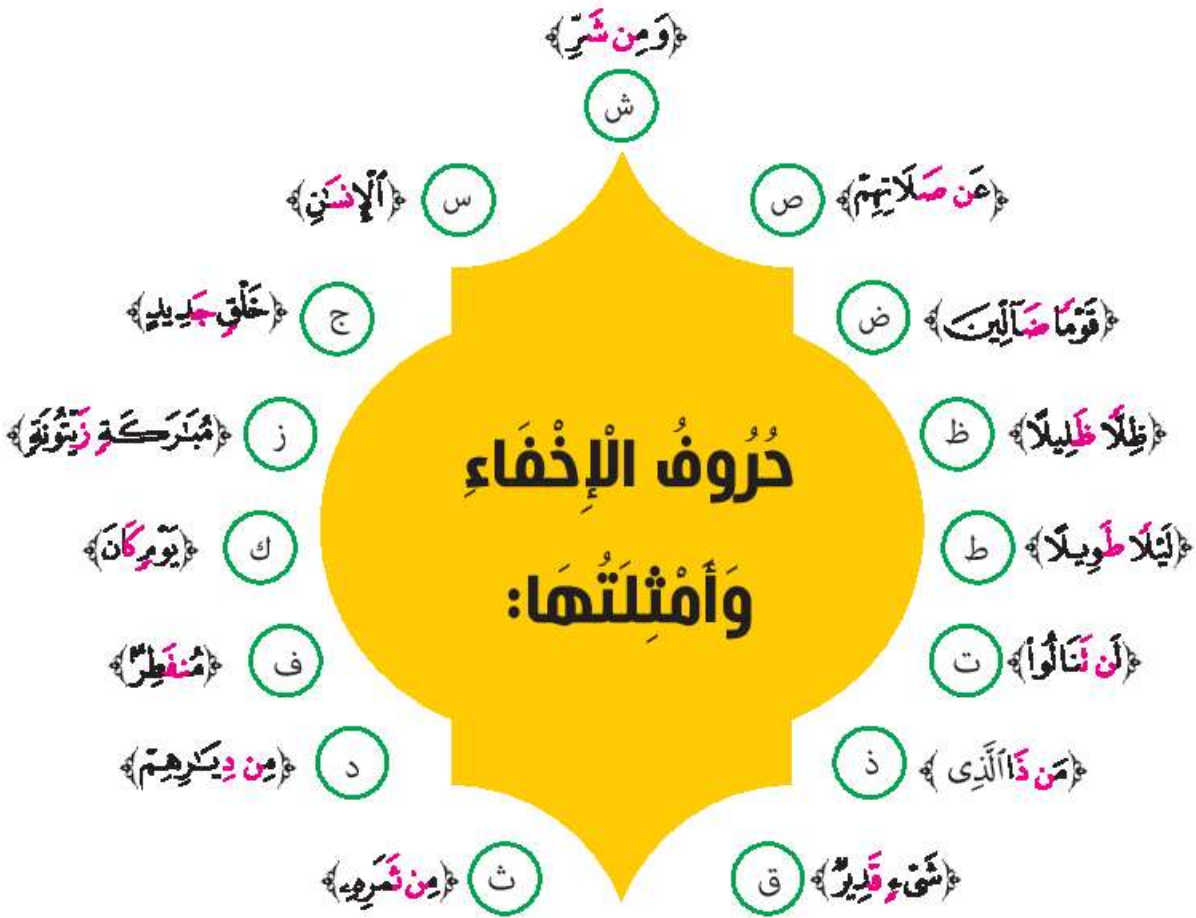 ﴿وَمِن شَرِّ﴾
ش
﴿عَن صَلَاتِهِمْ﴾ ص
س ﴿ٱلْإِنسَٰنِ﴾
﴿قَوْمًا ضَآلِّينَ﴾ ض
ج ﴿خَلْقٍ جَدِيدٍ﴾
﴿ظِلًّا ظَلِيلًا﴾ ظ
ز ﴿مُّبَٰرَكَةٍ زَيْتُونَةٍ﴾
حُرُوفُ الْإِخْفَاءِ
﴿لَيْلًا طَوِيلًا﴾ ط
ك ﴿يَوْمٍ كَانَ﴾
وَأَمْثِلَتُهَا:
﴿لَن تَنَالُوا۟﴾ ت
ف ﴿مُنفَطِرٌ﴾
﴿مَن ذَا ٱلَّذِى﴾ ذ
د ﴿مِن دِيَٰرِهِمْ﴾
﴿شَىْءٍ قَدِيرٌ﴾ ق
ث ﴿مِن ثَمَرِهِۦ﴾